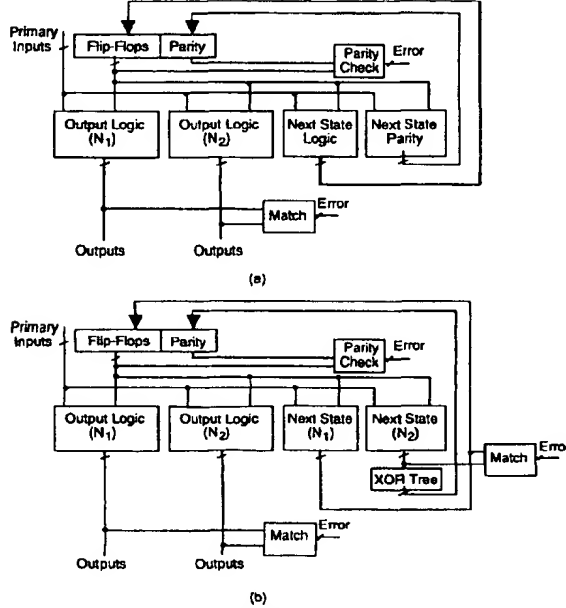 Primary
Inputs
Flip-Flops
Parity
Parity
Check
Error
Output Logic
(N1)
Output Logic
(N2)
Next State
Logic
Next State
Parity
Match
Error
Outputs
Outputs
(a)
Primary
Inputs
Flip-Flops
Parity
Parity
Check
Error
Output Logic
(N1)
Output Logic
(N2)
Next State
(N1)
Next State
(N2)
XOR Tree
Match
Erro
Match
Error
Outputs
Outputs
(b)